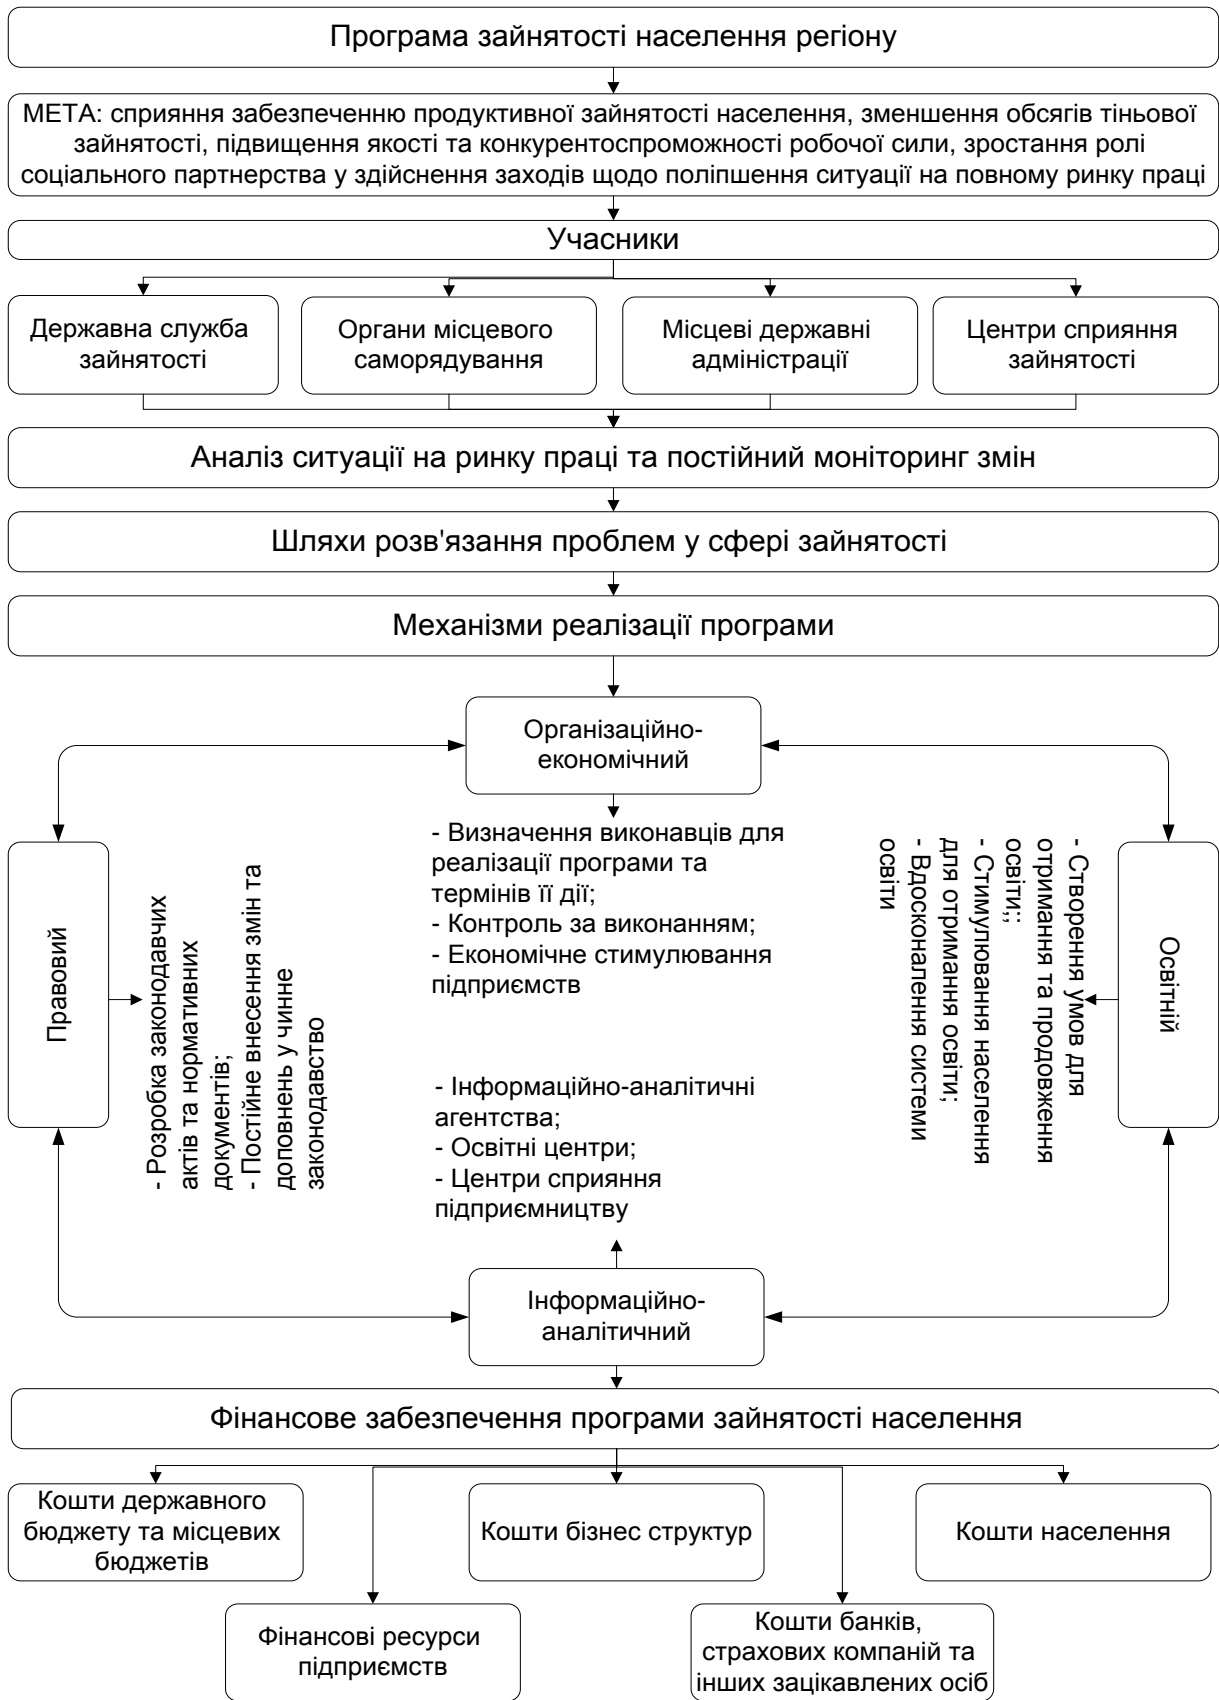 Програма зайнятості населення регіону
МЕТА: сприяння забезпеченню продуктивної зайнятості населення, зменшення обсягів тіньової
зайнятості, підвищення якості та конкурентоспроможності робочої сили, зростання ролі
соціального партнерства у здійснення заходів щодо поліпшення ситуації на повному ринку праці
Учасники
Державна служба
зайнятості
Органи місцевого
саморядування
Місцеві державні
адміністрації
Центри сприяння
зайнятості
Аналіз ситуації на ринку праці та постійний моніторинг змін
Шляхи розв'язання проблем у сфері зайнятості
Механізми реалізації програми
Організаційно-
економічний
- Визначення виконавців для
реалізації програми та
термінів її дії;
- Контроль за виконанням;
- Економічне стимулювання
підприємств
Правовий
- Розробка законодавчих
актів та нормативних
документів;
- Постійне внесення змін та
доповнень у чинне
законодавство
Освітній
- Створення умов для
отримання та продовження
освіти;;
- Стимулювання населення
для отримання освіти;
- Вдосконалення системи
освіти
- Інформаційно-аналітичні
агентства;
- Освітні центри;
- Центри сприяння
підприємництву
Інформаційно-
аналітичний
Фінансове забезпечення програми зайнятості населення
Кошти державного
бюджету та місцевих
бюджетів
Кошти бізнес структур
Кошти населення
Фінансові ресурси
підприємств
Кошти банків,
страхових компаній та
інших зацікавлених осіб